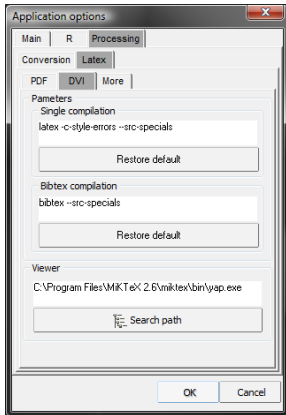 Application options
Main R Processing
Conversion Latex
PDF DVI More
Pameters
Single compilation
latex -c-style-errors --src-specials
Restore default
Bibtex compilation
bibtex --src-specials
Restore default
Viewer
C:\Program Files\MiKTeX 2.6\miktex\bin\yap.exe
Search path
OK Cancel